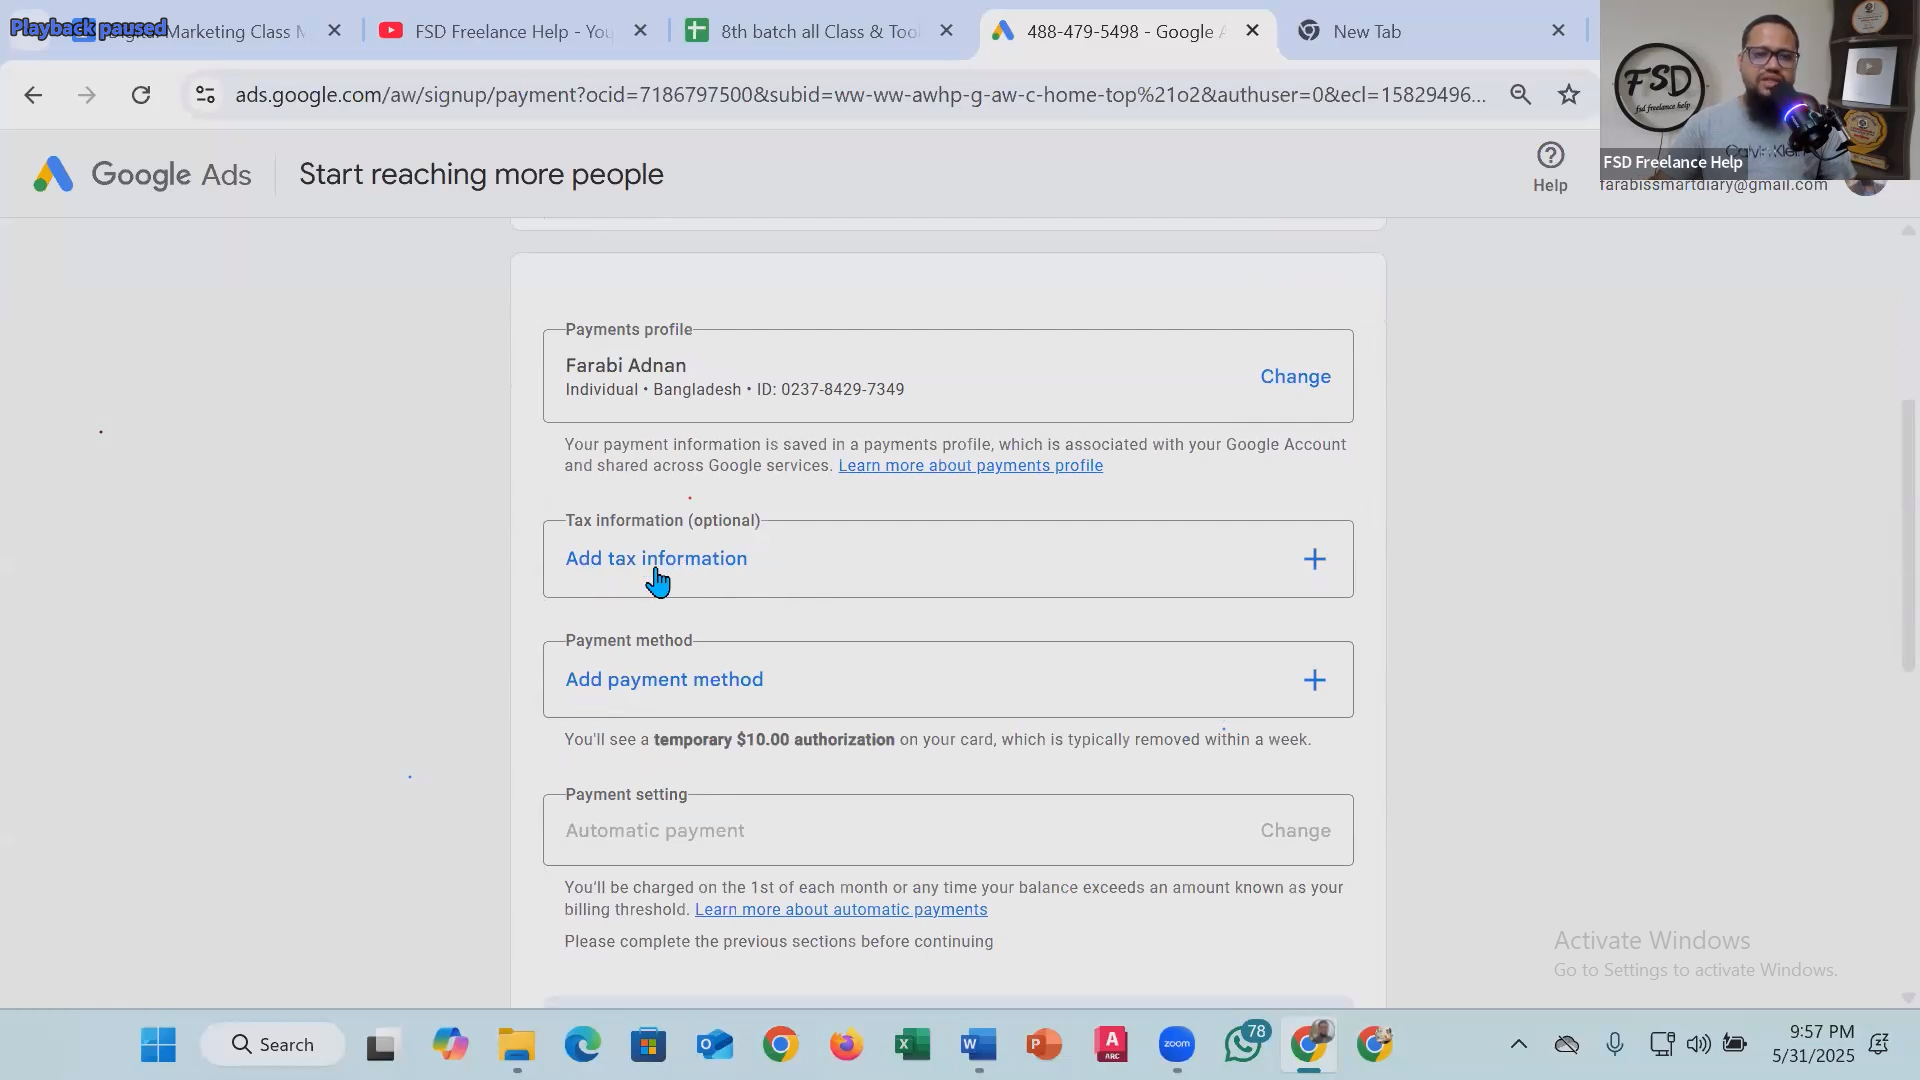 Playback paused
Digital Marketing Class M
FSD Freelance Help - You
8th batch all Class & Tool
488-479-5498 - Google A
New Tab
ads.google.com/aw/signup/payment?ocid=7186797500&subid=ww-ww-awhp-g-aw-c-home-top%21o2&authuser=0&ecl=15829496...
FSD
fsd freelance help
Calvin Klein
FSD Freelance Help
Google Ads
Start reaching more people
Help
farabissmartdiary@gmail.com
Payments profile
Farabi Adnan
Individual • Bangladesh • ID: 0237-8429-7349
Change
Your payment information is saved in a payments profile, which is associated with your Google Account
and shared across Google services. Learn more about payments profile
Tax information (optional)
Add tax information
Payment method
Add payment method
You'll see a temporary $10.00 authorization on your card, which is typically removed within a week.
Payment setting
Automatic payment
Change
You'll be charged on the 1st of each month or any time your balance exceeds an amount known as your
billing threshold. Learn more about automatic payments
Please complete the previous sections before continuing
Activate Windows
Go to Settings to activate Windows.
Search
zoom
78
9:57 PM
5/31/2025